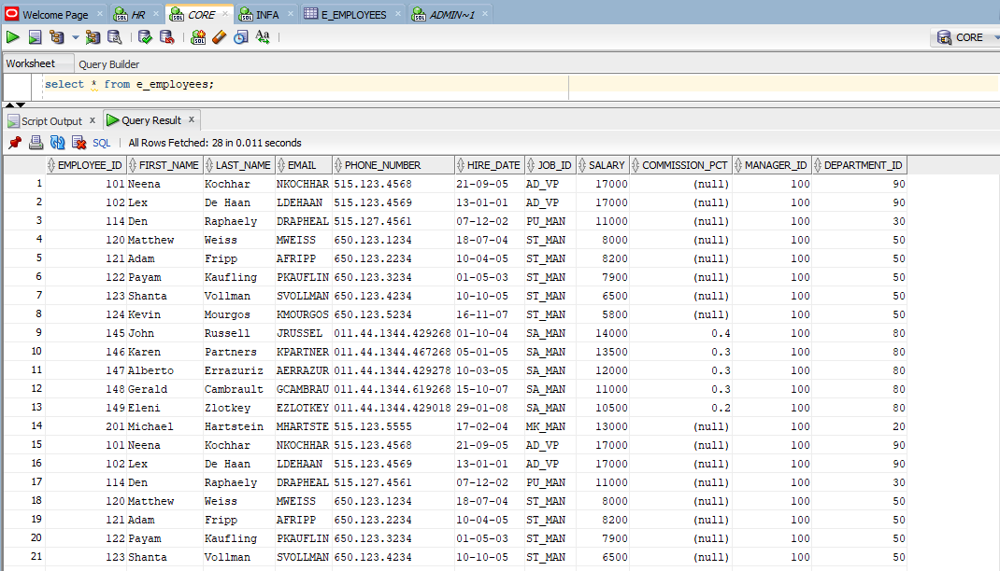 Welcome Page HR CORE INFA E_EMPLOYEES ADMIN~1
CORE
Worksheet Query Builder
select * from e_employees;
Script Output x Query Result x
SQL All Rows Fetched: 28 in 0.011 seconds
EMPLOYEE_ID FIRST_NAME LAST_NAME EMAIL PHONE_NUMBER HIRE_DATE JOB_ID SALARY COMMISSION_PCT MANAGER_ID DEPARTMENT_ID
1 101 Neena Kochhar NKOCHHAR 515.123.4568 21-09-05 AD_VP 17000 (null) 100 90
2 102 Lex De Haan LDEHAAN 515.123.4569 13-01-01 AD_VP 17000 (null) 100 90
3 114 Den Raphaely DRAPHEAL 515.127.4561 07-12-02 PU_MAN 11000 (null) 100 30
4 120 Matthew Weiss MWEISS 650.123.1234 18-07-04 ST_MAN 8000 (null) 100 50
5 121 Adam Fripp AFRIPP 650.123.2234 10-04-05 ST_MAN 8200 (null) 100 50
6 122 Payam Kaufling PKAUFLIN 650.123.3234 01-05-03 ST_MAN 7900 (null) 100 50
7 123 Shanta Vollman SVOLLMAN 650.123.4234 10-10-05 ST_MAN 6500 (null) 100 50
8 124 Kevin Mourgos KMOURGOS 650.123.5234 16-11-07 ST_MAN 5800 (null) 100 50
9 145 John Russell JRUSSEL 011.44.1344.429268 01-10-04 SA_MAN 14000 0.4 100 80
10 146 Karen Partners KPARTNER 011.44.1344.467268 05-01-05 SA_MAN 13500 0.3 100 80
11 147 Alberto Errazuriz AERRAZUR 011.44.1344.429278 10-03-05 SA_MAN 12000 0.3 100 80
12 148 Gerald Cambrault GCAMBRAU 011.44.1344.619268 15-10-07 SA_MAN 11000 0.3 100 80
13 149 Eleni Zlotkey EZLOTKEY 011.44.1344.429018 29-01-08 SA_MAN 10500 0.2 100 80
14 201 Michael Hartstein MHARTSTE 515.123.5555 17-02-04 MK_MAN 13000 (null) 100 20
15 101 Neena Kochhar NKOCHHAR 515.123.4568 21-09-05 AD_VP 17000 (null) 100 90
16 102 Lex De Haan LDEHAAN 515.123.4569 13-01-01 AD_VP 17000 (null) 100 90
17 114 Den Raphaely DRAPHEAL 515.127.4561 07-12-02 PU_MAN 11000 (null) 100 30
18 120 Matthew Weiss MWEISS 650.123.1234 18-07-04 ST_MAN 8000 (null) 100 50
19 121 Adam Fripp AFRIPP 650.123.2234 10-04-05 ST_MAN 8200 (null) 100 50
20 122 Payam Kaufling PKAUFLIN 650.123.3234 01-05-03 ST_MAN 7900 (null) 100 50
21 123 Shanta Vollman SVOLLMAN 650.123.4234 10-10-05 ST_MAN 6500 (null) 100 50